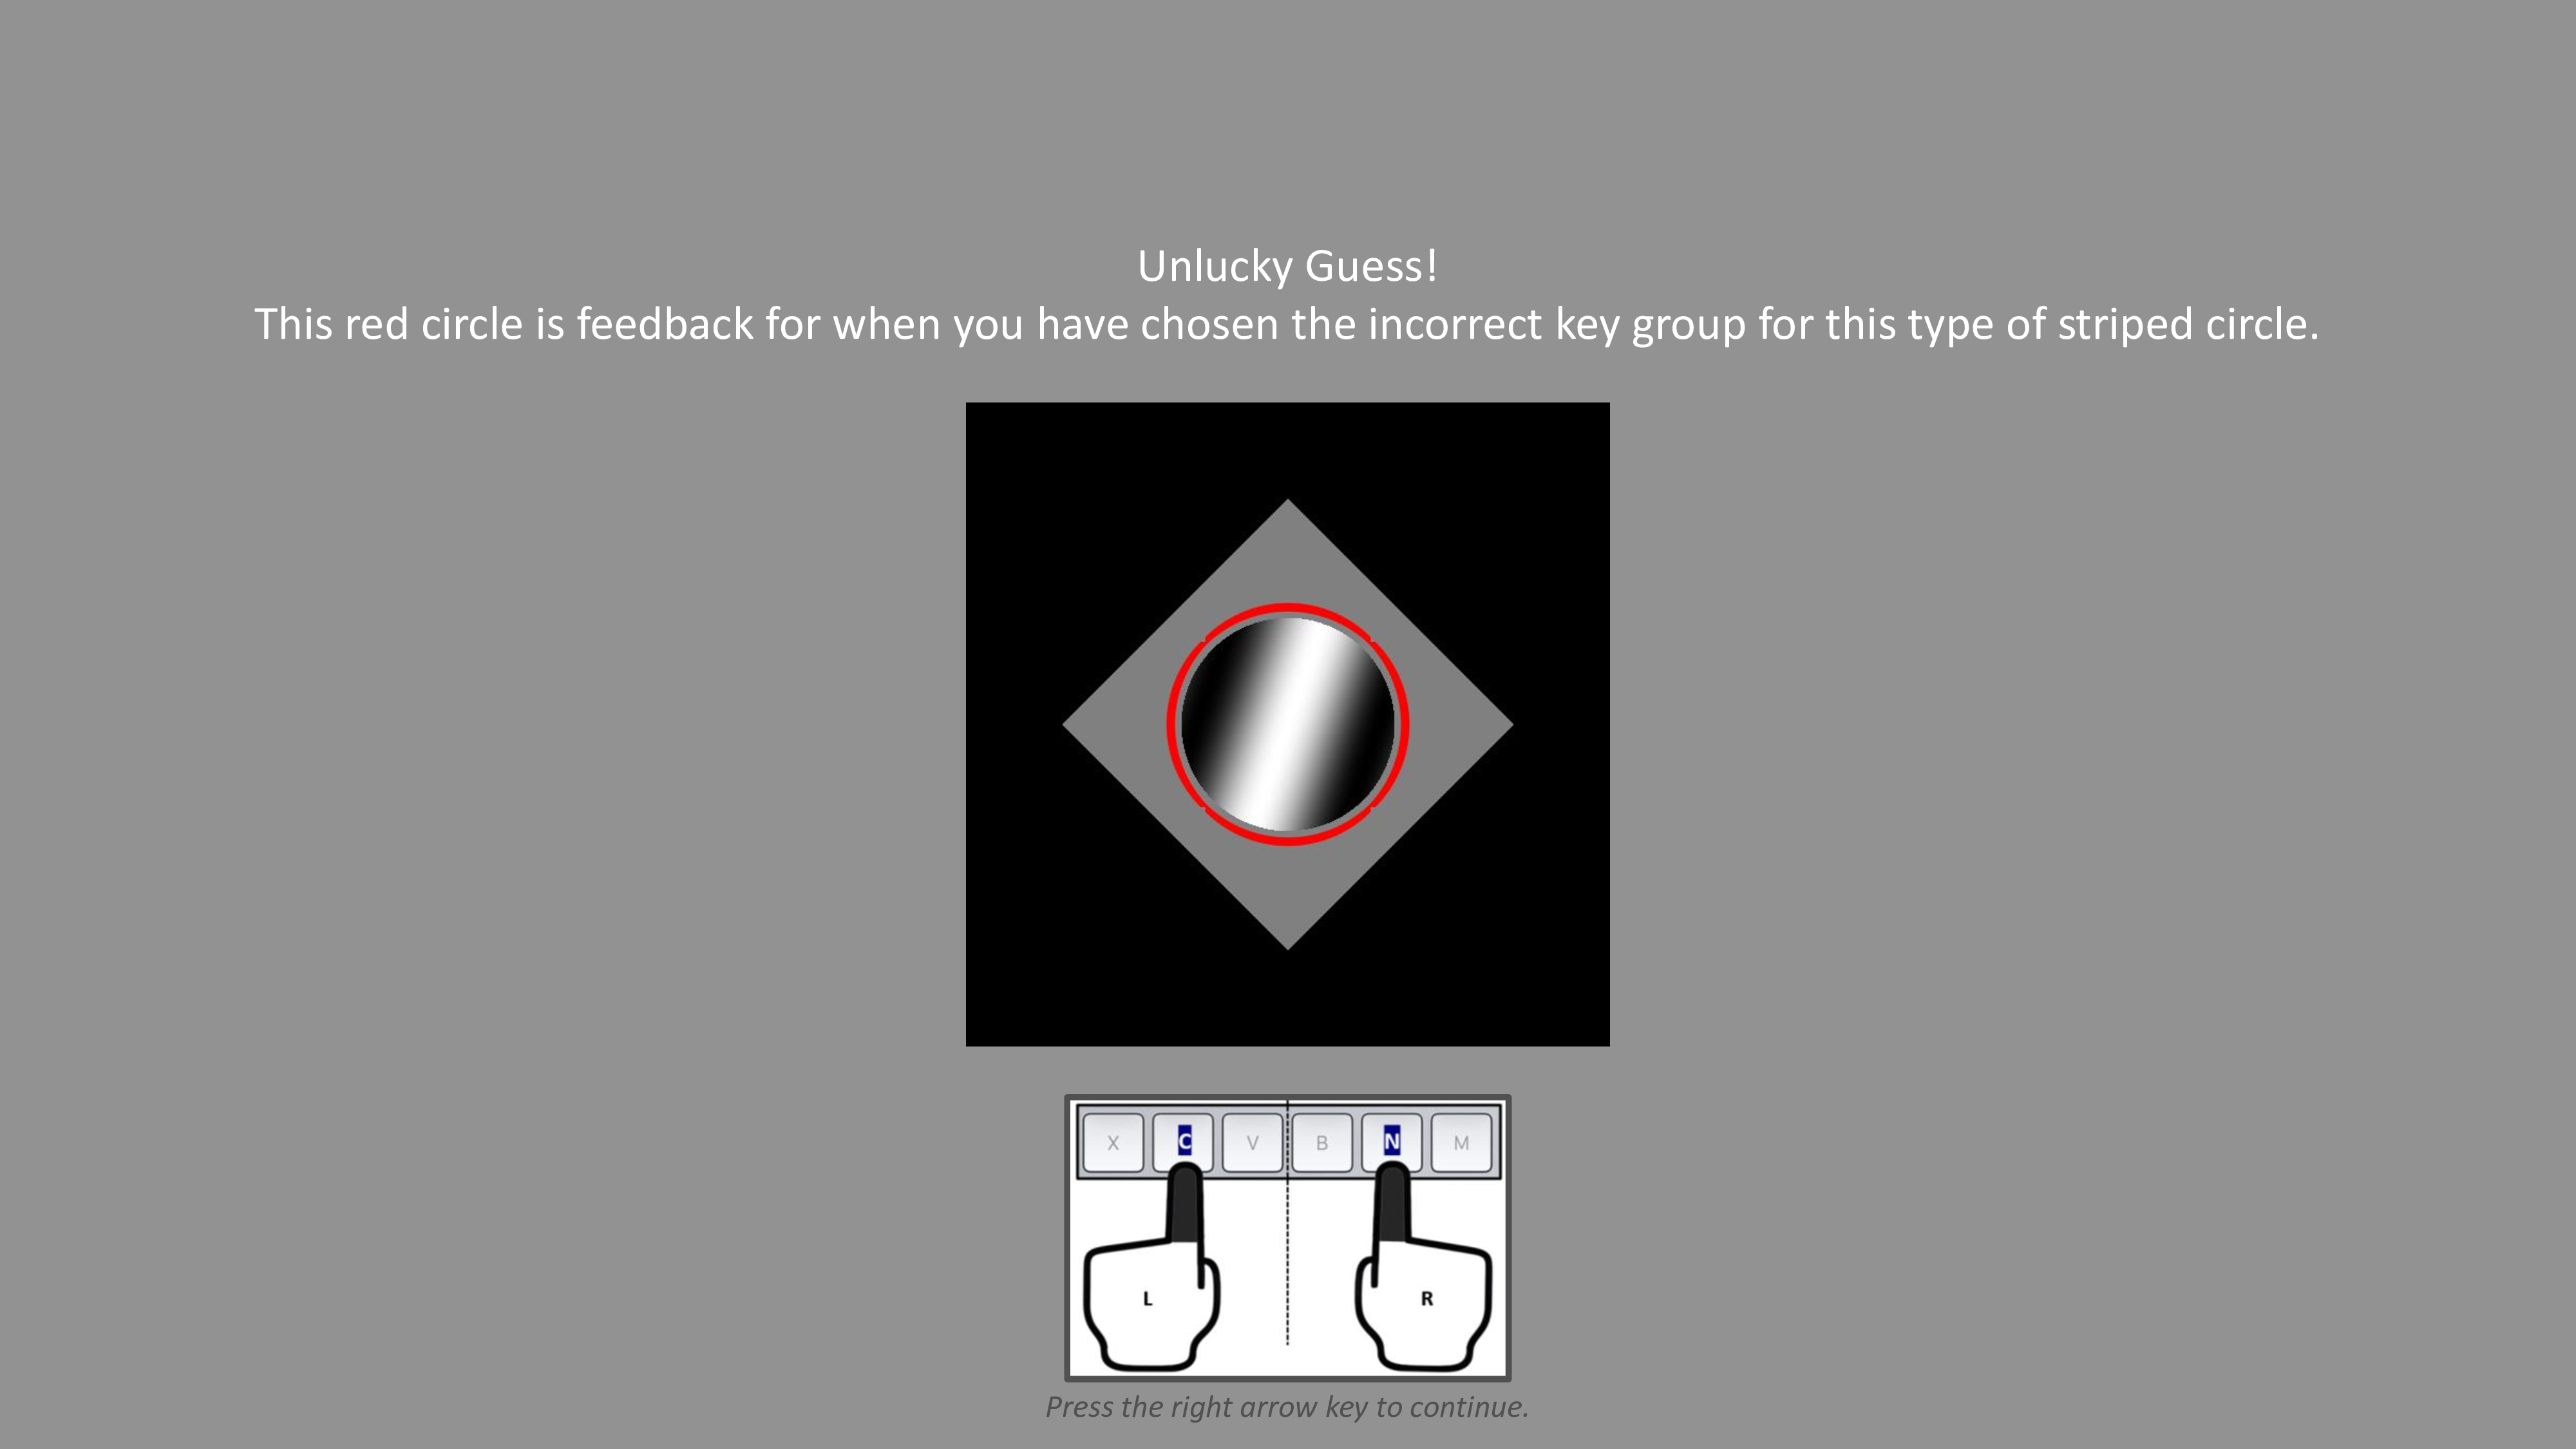 Unlucky Guess!
This red circle is feedback for when you have chosen the incorrect key group for this type of striped circle.
X C V B N M
L R
Press the right arrow key to continue.